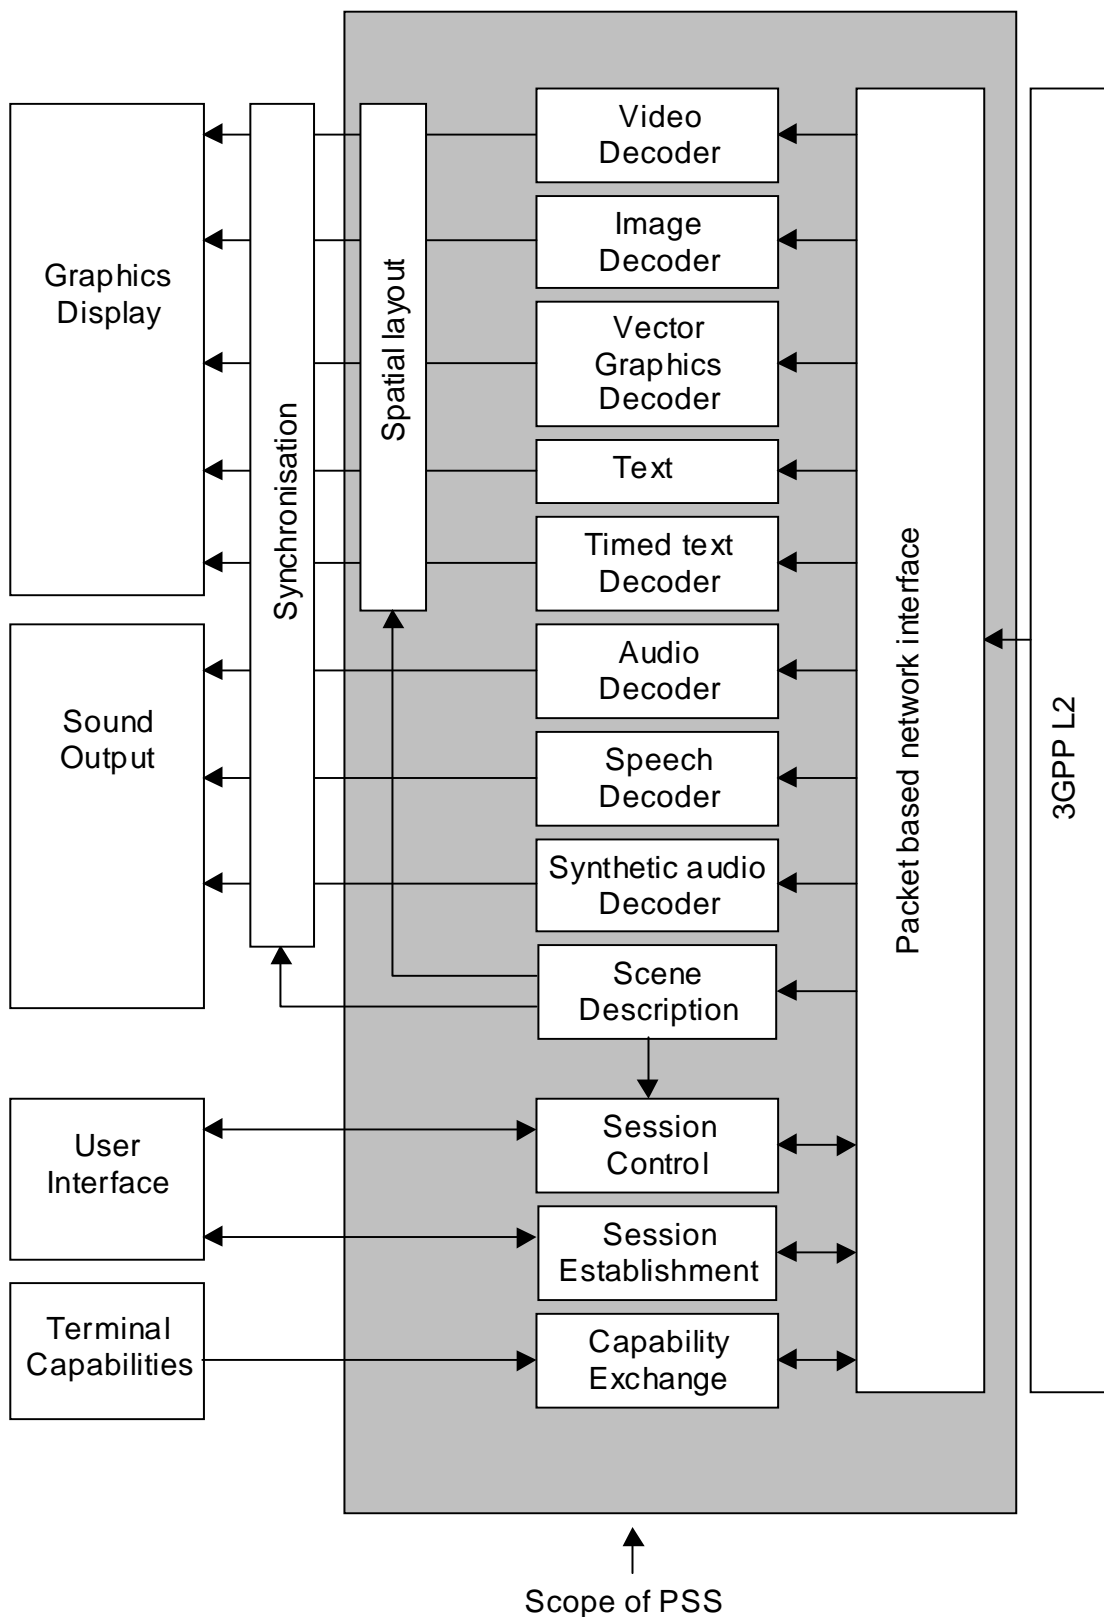 Graphics
Display
Sound
Output
User
Interface
Terminal
Capabilities
Synchronisation
Spatial layout
Video
Decoder
Image
Decoder
Vector
Graphics
Decoder
Text
Timed text
Decoder
Audio
Decoder
Speech
Decoder
Synthetic audio
Decoder
Scene
Description
Session
Control
Session
Establishment
Capability
Exchange
Packet based network interface
3GPP L2
Scope of PSS